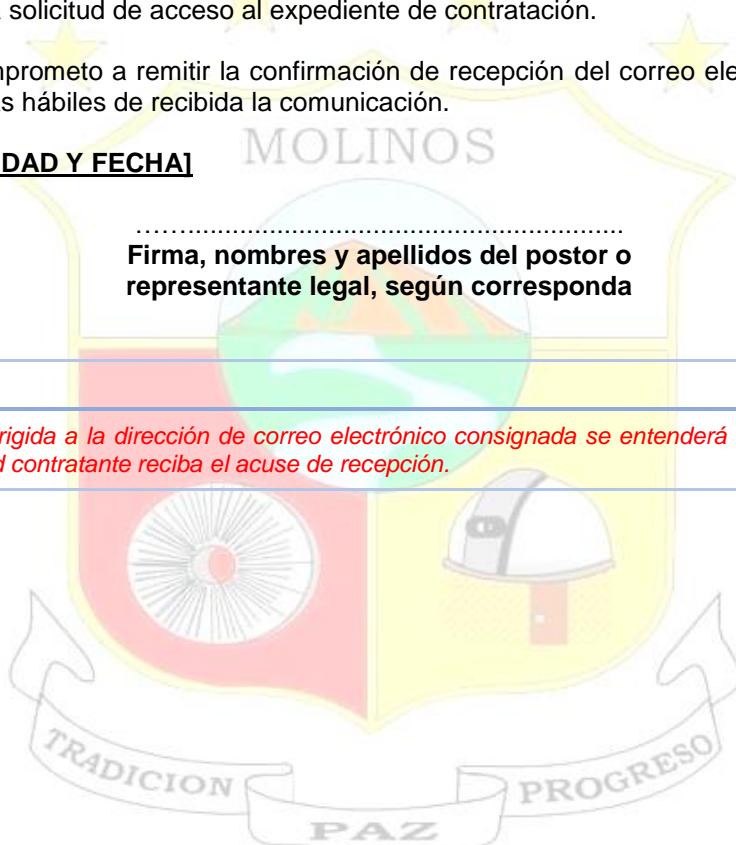 solicitud de acceso al expediente de contratación.
prometo a remitir la confirmación de recepción del correo
s hábiles de recibida la comunicación.
MOLINOS
DAD Y FECHA]
……...........................................................
Firma, nombres y apellidos del postor o
representante legal, según corresponda
rigida a la dirección de correo electrónico consignada se entenderá
contratante reciba el acuse de recepción.
TRADICION
PAZ
PROGRESO